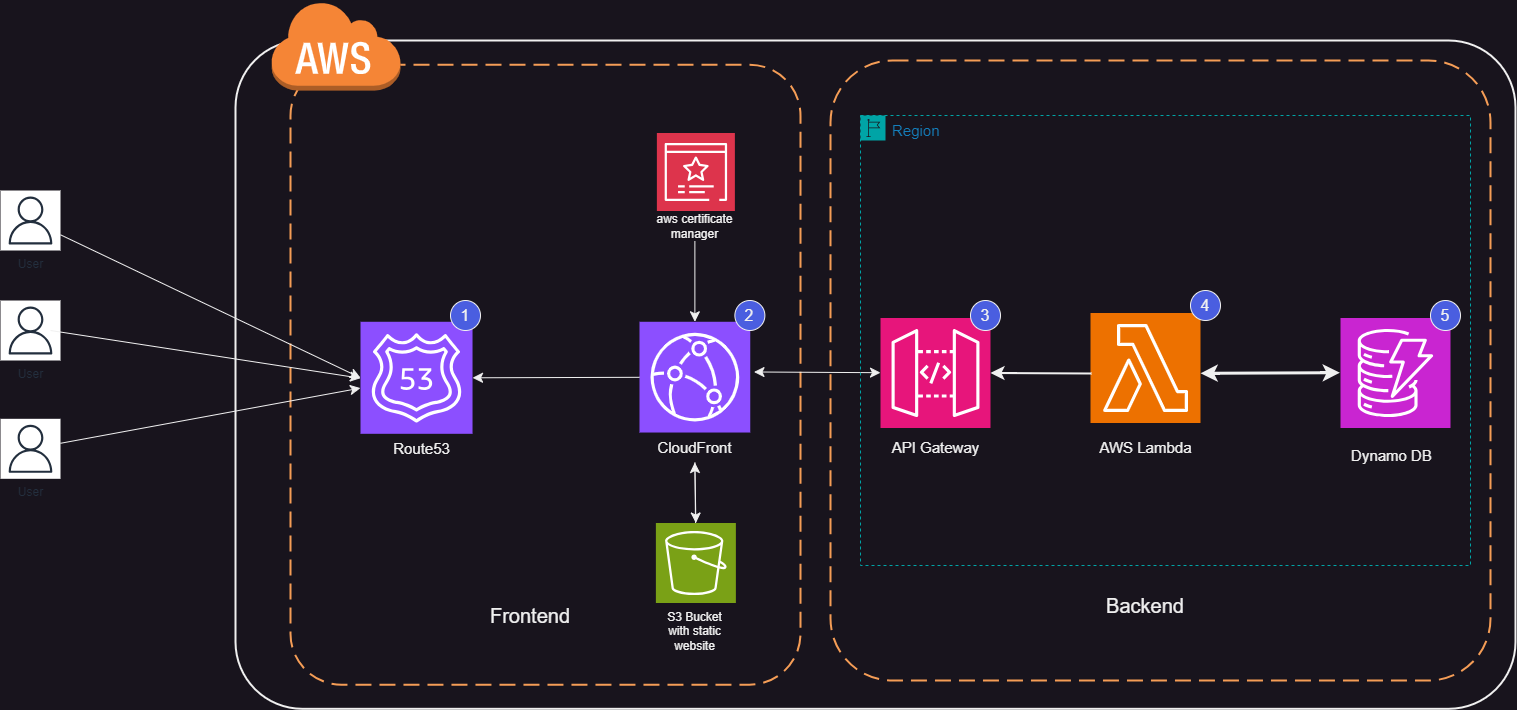 AWS
Region
aws certificate
manager
User
User
User
1
2
3
4
5
53
Route53
CloudFront
API Gateway
AWS Lambda
Dynamo DB
S3 Bucket
with static
website
Frontend
Backend